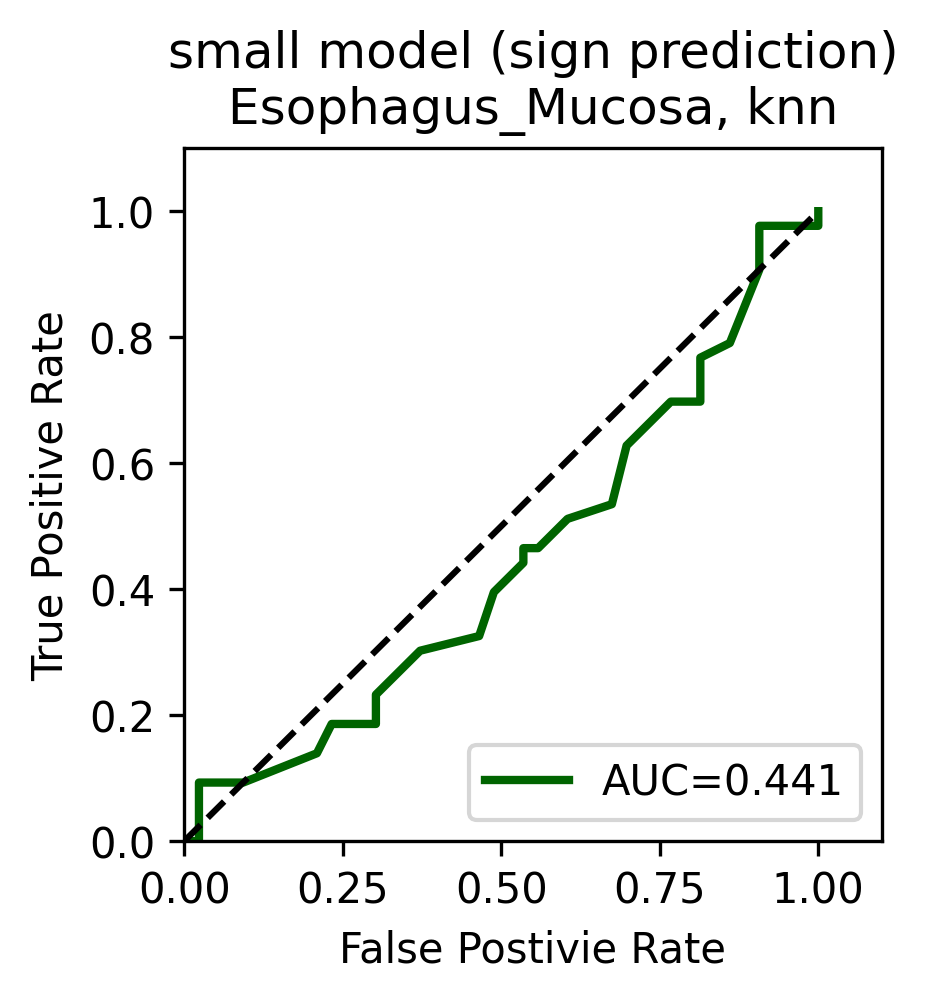 small model (sign prediction)
Esophagus_Mucosa, knn
True Positive Rate
1.0
0.8
0.6
0.4
0.2
0.0
AUC=0.441
0.00 0.25 0.50 0.75 1.00
False Postivie Rate